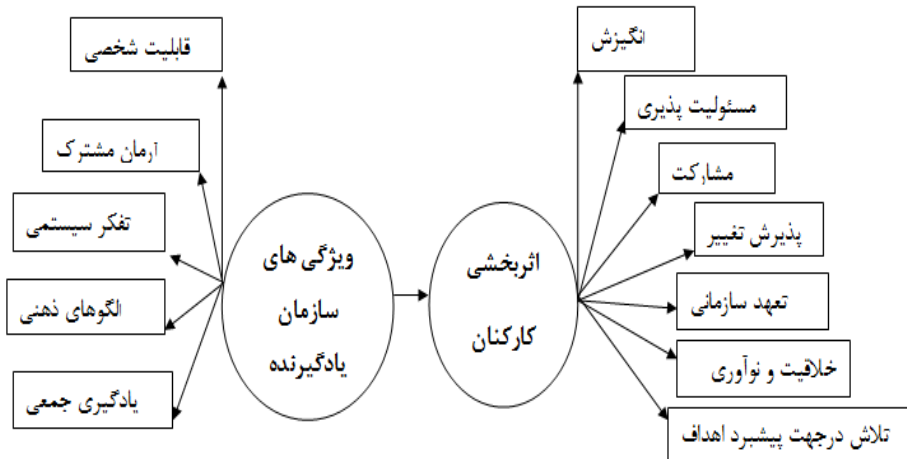 انگیزش
مسئولیت پذیری
مشارکت
پذیرش تغییر
تعهد سازمانی
خلاقیت و نوآوری
تلاش درجهت پیشبرد اهداف
اثربخشی
کارکنان
ویژگی های
سازمان
یادگیرنده
قابلیت شخصی
آرمان مشترک
تفکر سیستمی
الگوهای ذهنی
یادگیری جمعی